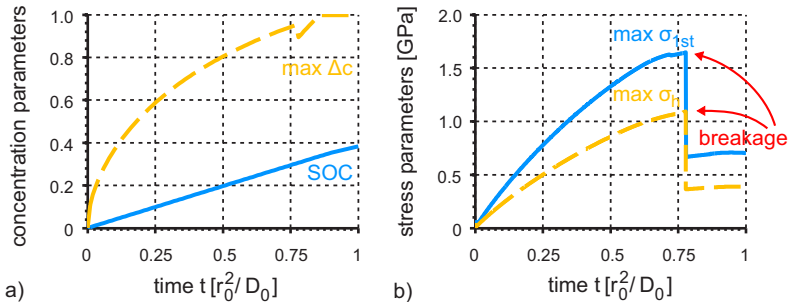 concentration parameters
1.0
0.8
0.6
0.4
0.2
0
max Δc
SOC
0
0.25
0.5
0.75
1
time t [r₀²/ D₀]
a)
stress parameters [GPa]
2.0
1.5
1.0
0.5
0
max σ₁st
max σₕ
breakage
0
0.25
0.5
0.75
1
time t [r₀²/ D₀]
b)